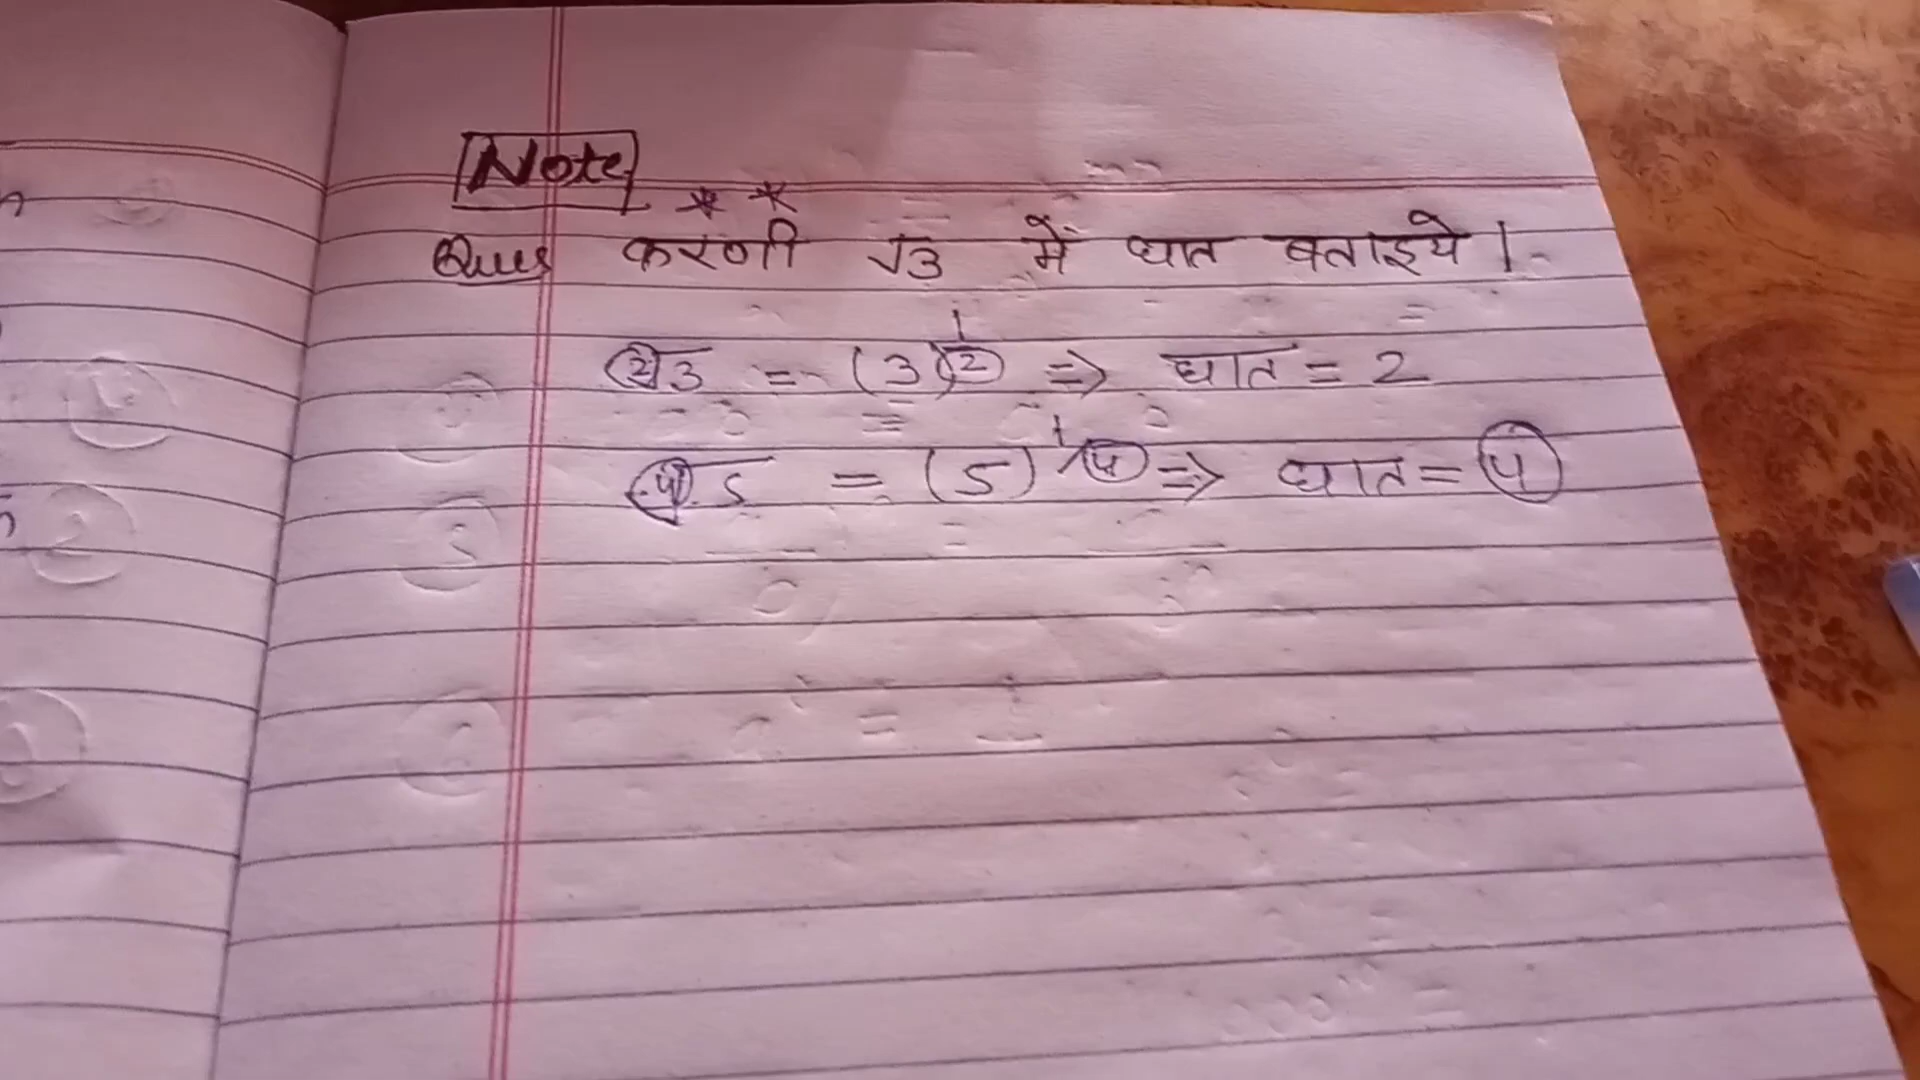 Note
* *
Ques करणी √3 में घात बताइये ।
²√3 = (3)^1/2 => घात = 2
⁴√5 = (5)^1/4 => घात = 4